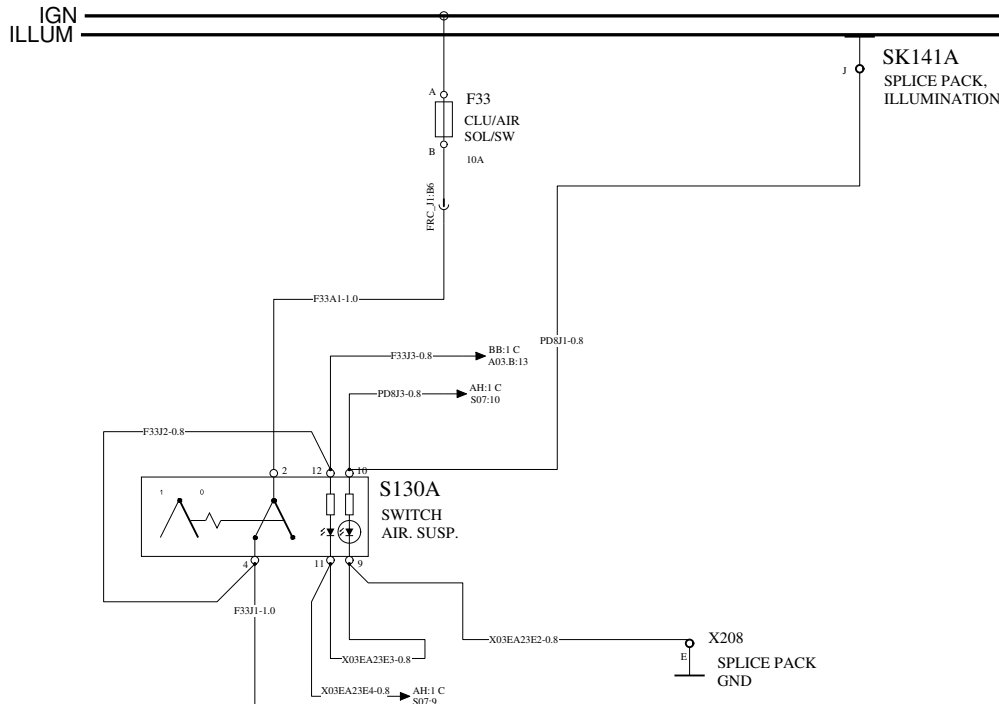 IGN
ILLUM
SK141A
J
SPLICE PACK,
ILLUMINATION
A
F33
CLU/AIR
SOL/SW
B
10A
FRC_J1:B6
F33A1-1.0
PD8J1-0.8
F33J3-0.8
BB:1 C
A03.B:13
PD8J3-0.8
AH:1 C
S07:10
F33J2-0.8
2
12
10
S130A
1
0
SWITCH
AIR. SUSP.
4
11
9
F33J1-1.0
X03EA23E2-0.8
X208
E
SPLICE PACK
GND
X03EA23E3-0.8
X03EA23E4-0.8
AH:1 C
S07:9